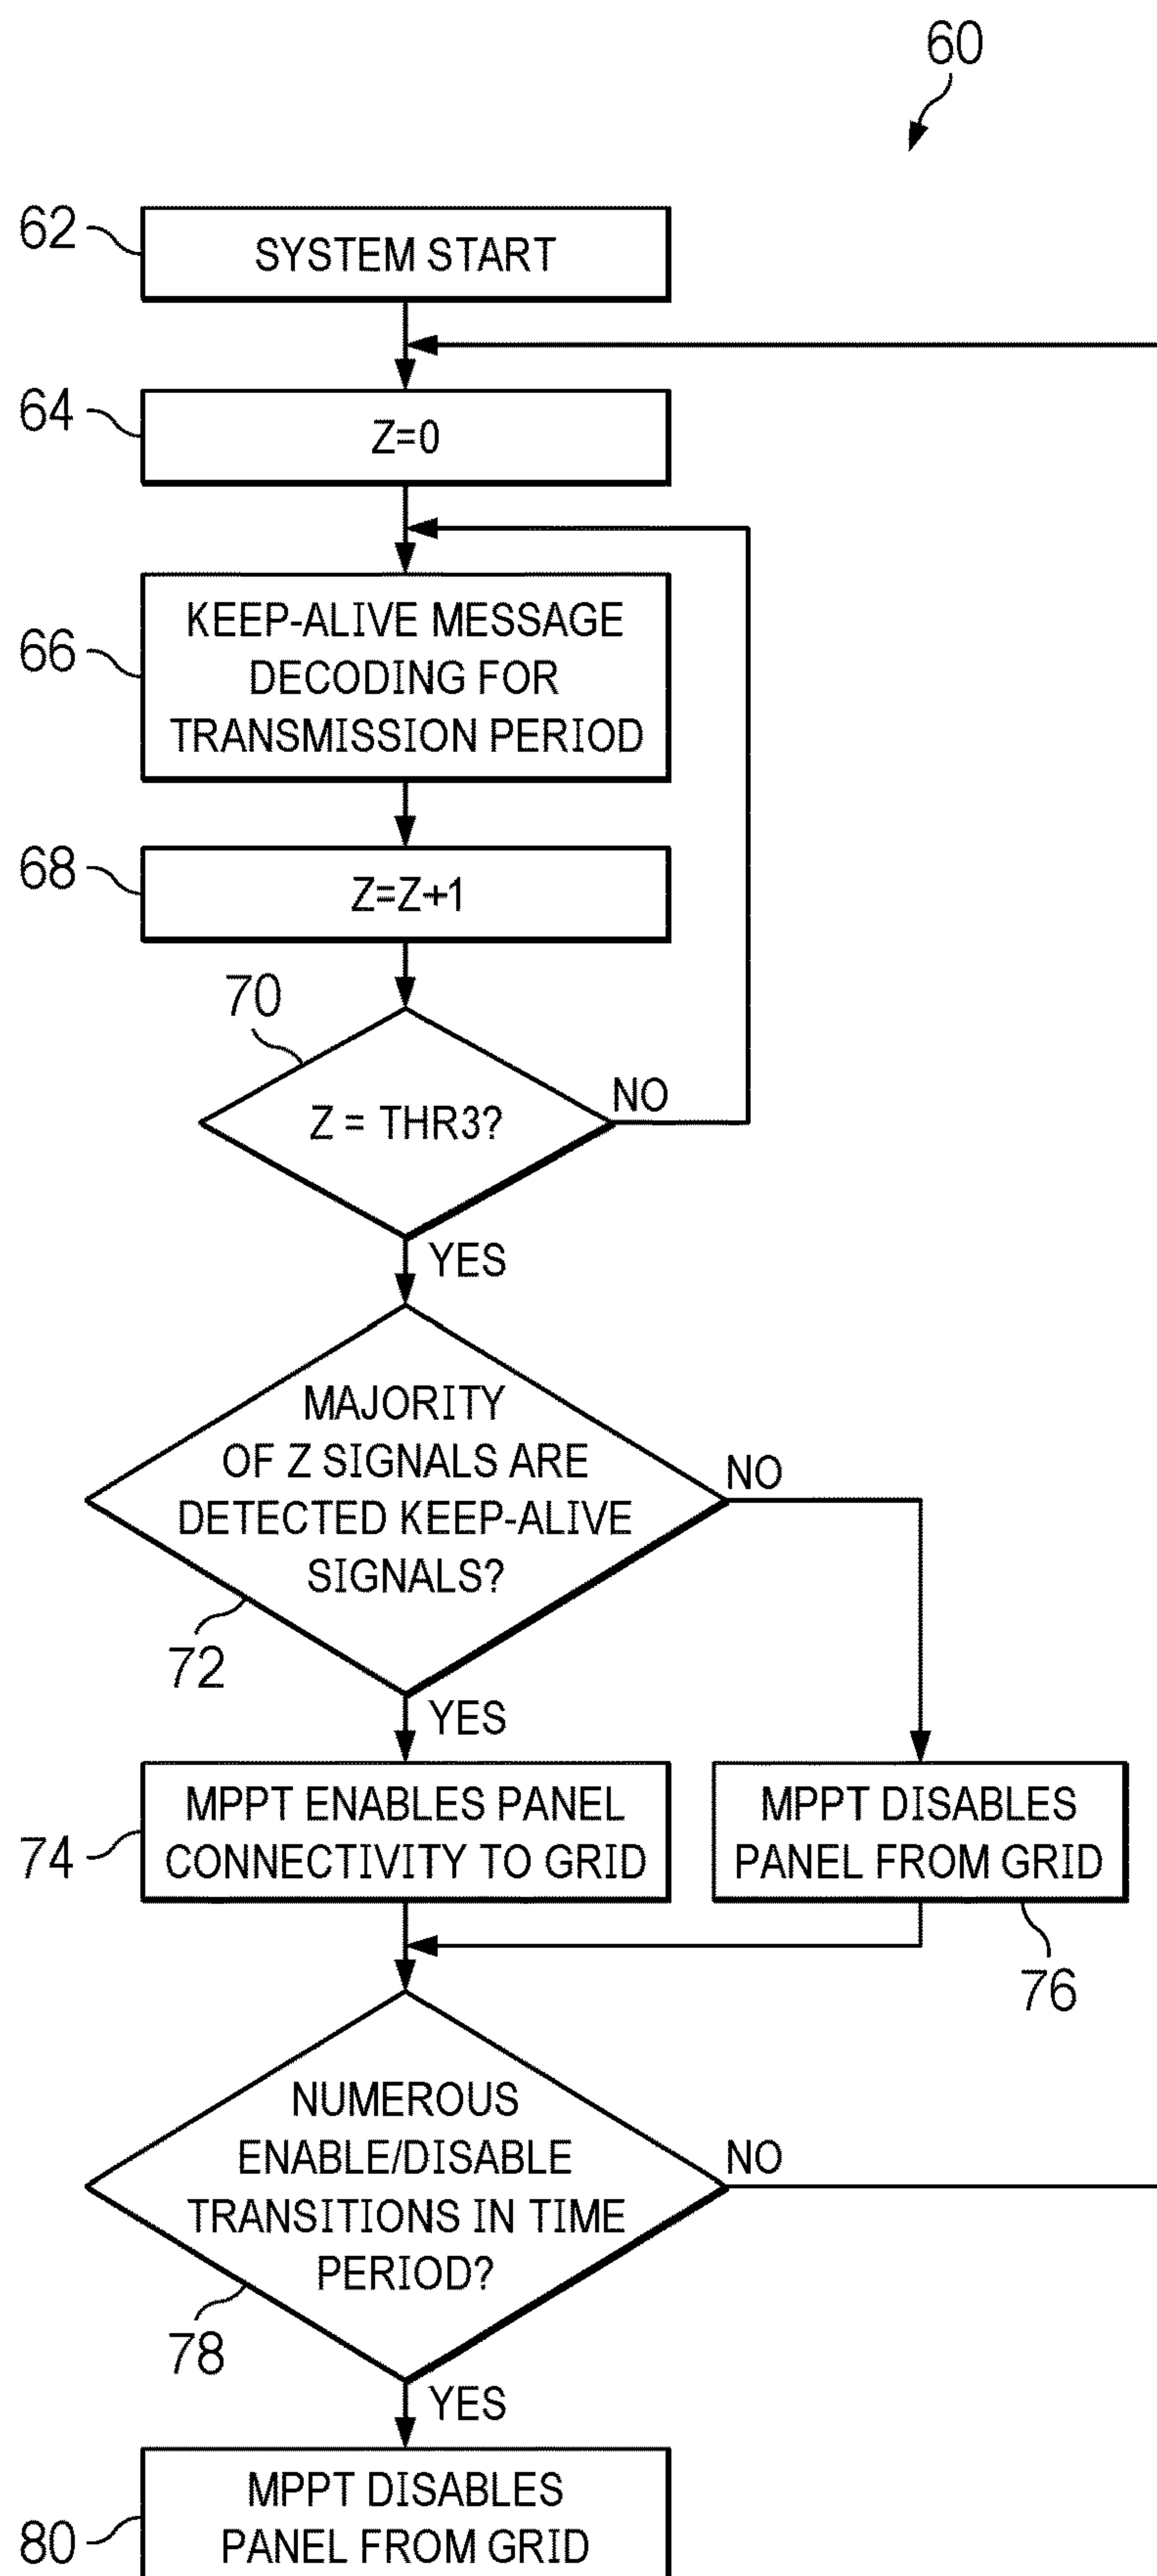 60
62
SYSTEM START
64
Z=0
66
KEEP-ALIVE MESSAGE
DECODING FOR
TRANSMISSION PERIOD
68
Z=Z+1
70
Z = THR3?
NO
YES
MAJORITY
OF Z SIGNALS ARE
DETECTED KEEP-ALIVE
SIGNALS?
NO
72
YES
74
MPPT ENABLES PANEL
CONNECTIVITY TO GRID
MPPT DISABLES
PANEL FROM GRID
76
NUMEROUS
ENABLE/DISABLE
TRANSITIONS IN TIME
PERIOD?
NO
78
YES
80
MPPT DISABLES
PANEL FROM GRID